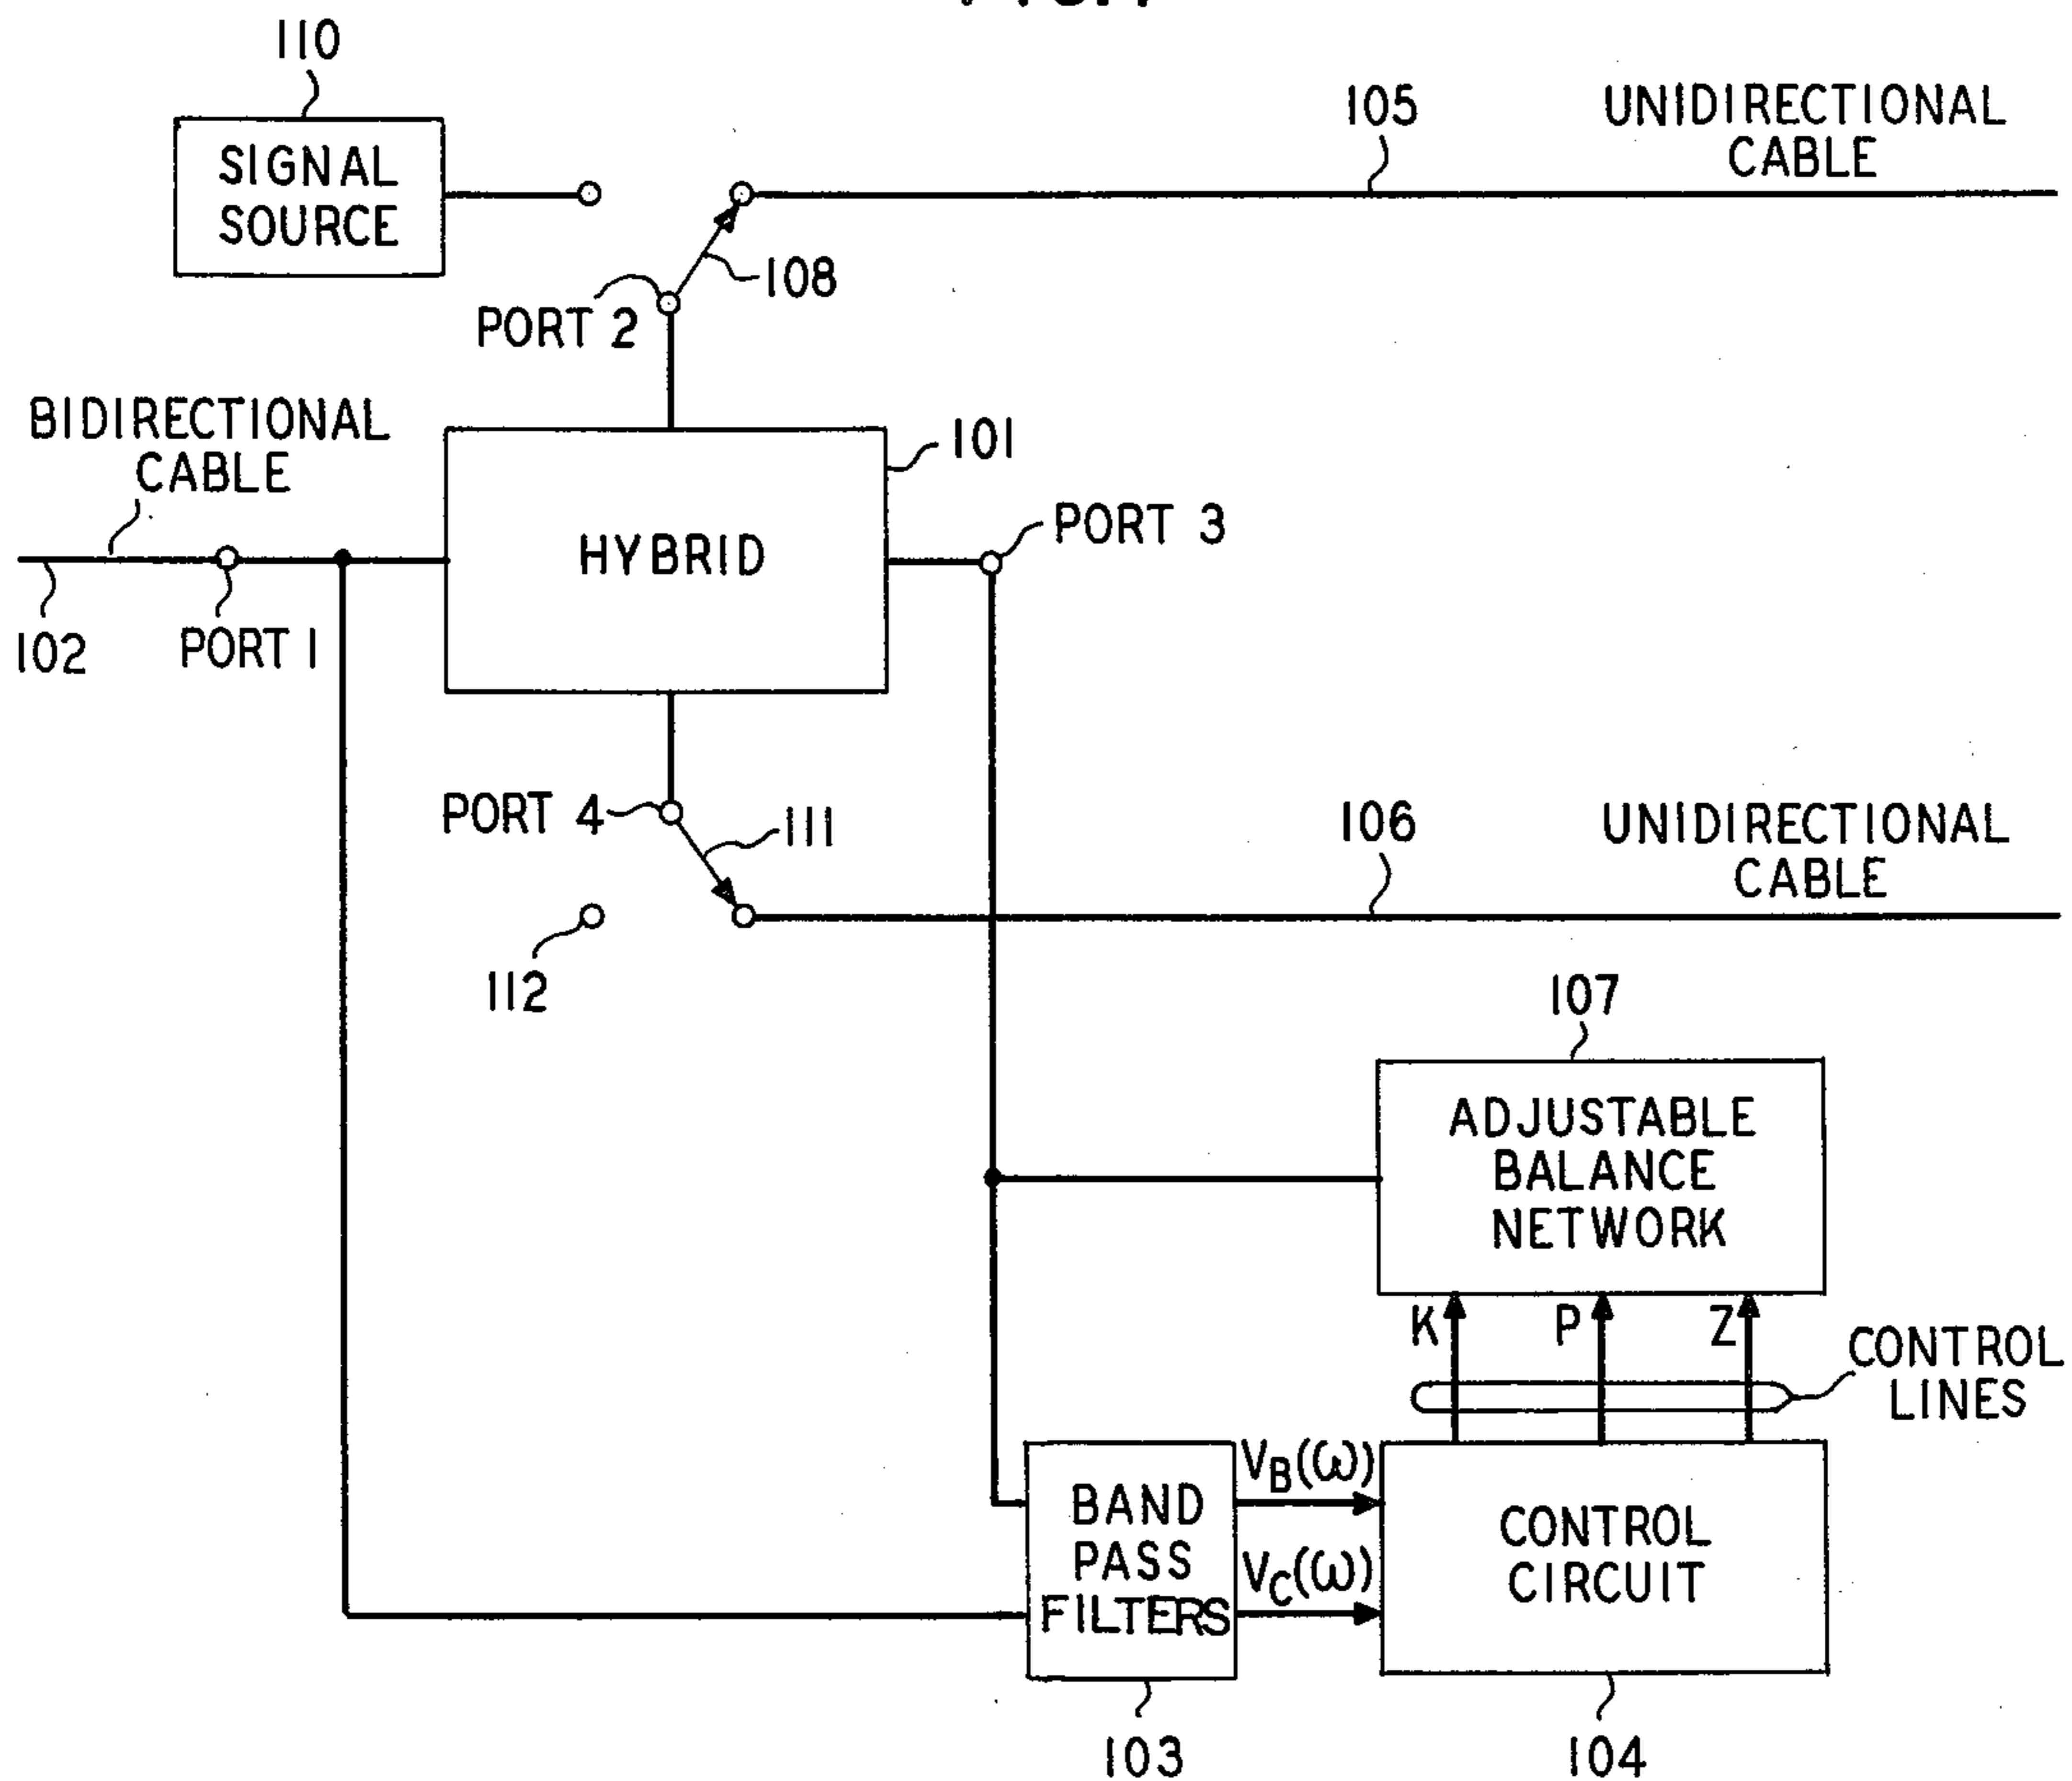 110
SIGNAL
SOURCE
105
UNIDIRECTIONAL
CABLE
108
PORT 2
BIDIRECTIONAL
CABLE
101
HYBRID
PORT 3
102
PORT 1
PORT 4
111
106
UNIDIRECTIONAL
CABLE
112
107
ADJUSTABLE
BALANCE
NETWORK
K P Z
CONTROL
LINES
BAND
PASS
FILTERS
VB(ω)
VC(ω)
CONTROL
CIRCUIT
103
104